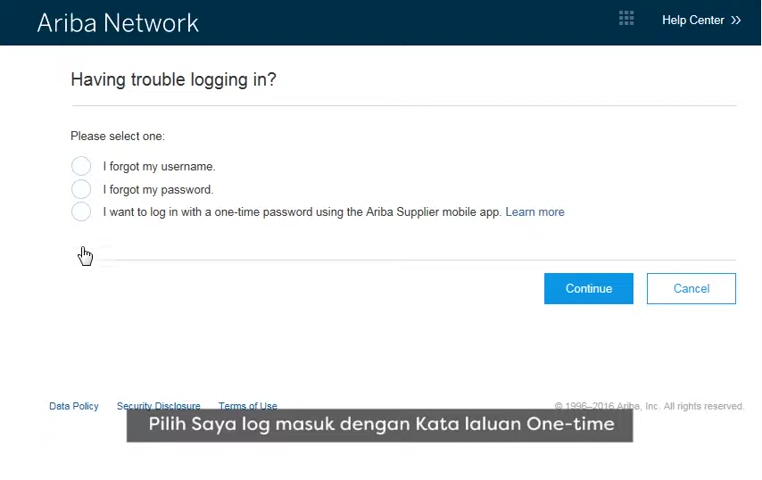 Ariba Network
Help Center »
Having trouble logging in?
Please select one:
I forgot my username.
I forgot my password.
I want to log in with a one-time password using the Ariba Supplier mobile app. Learn more
Continue
Cancel
Data Policy Security Disclosure Terms of Use © 1996–2016 Ariba, Inc. All rights reserved.
Pilih Saya log masuk dengan Kata laluan One-time